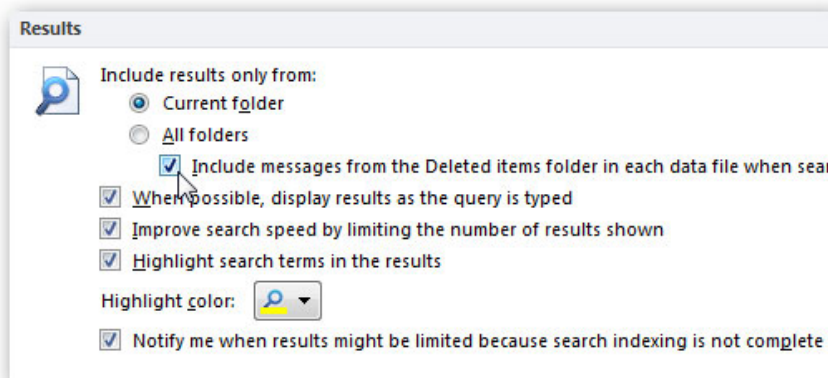 Results
Include results only from:
Current folder
All folders
Include messages from the Deleted items folder in each data file when
When possible, display results as the query is typed
Improve search speed by limiting the number of results shown
Highlight search terms in the results
Highlight color:
Notify me when results might be limited because search indexing is not complete